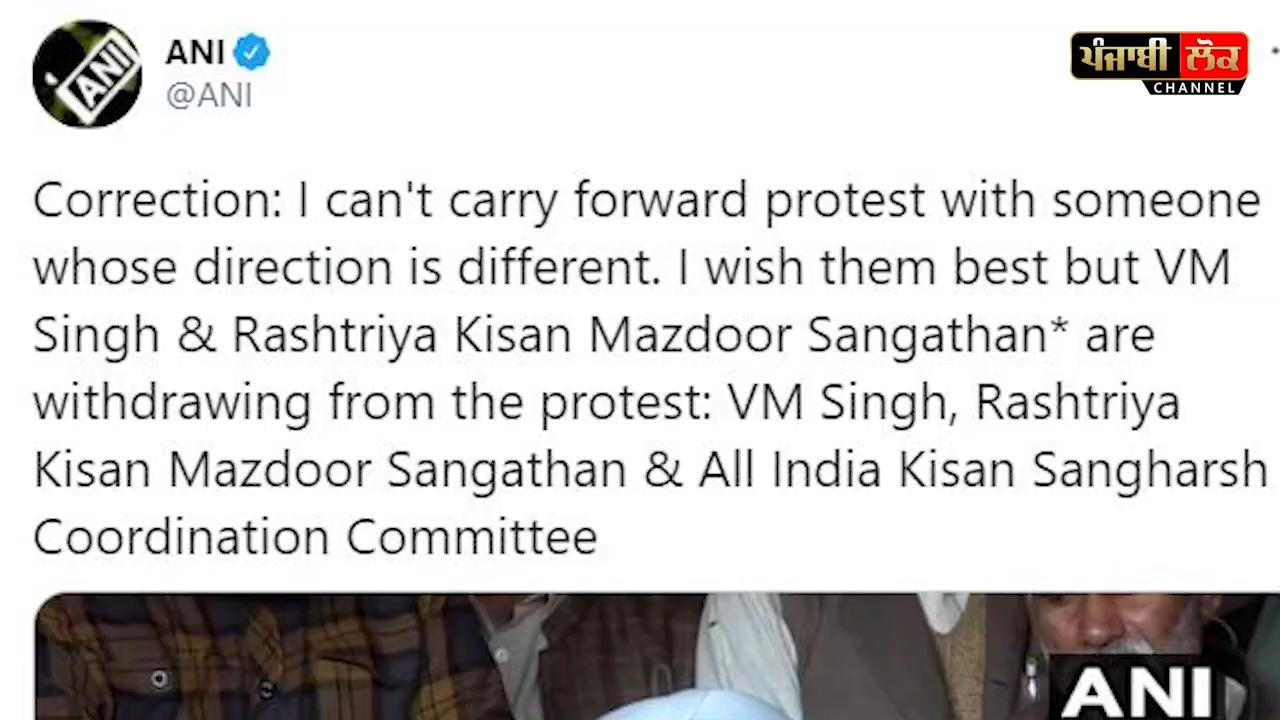 ANI
@ANI
ਪੰਜਾਬੀ ਲੋਕ
CHANNEL
Correction: I can't carry forward protest with someone
whose direction is different. I wish them best but VM
Singh & Rashtriya Kisan Mazdoor Sangathan* are
withdrawing from the protest: VM Singh, Rashtriya
Kisan Mazdoor Sangathan & All India Kisan Sangharsh
Coordination Committee
ANI